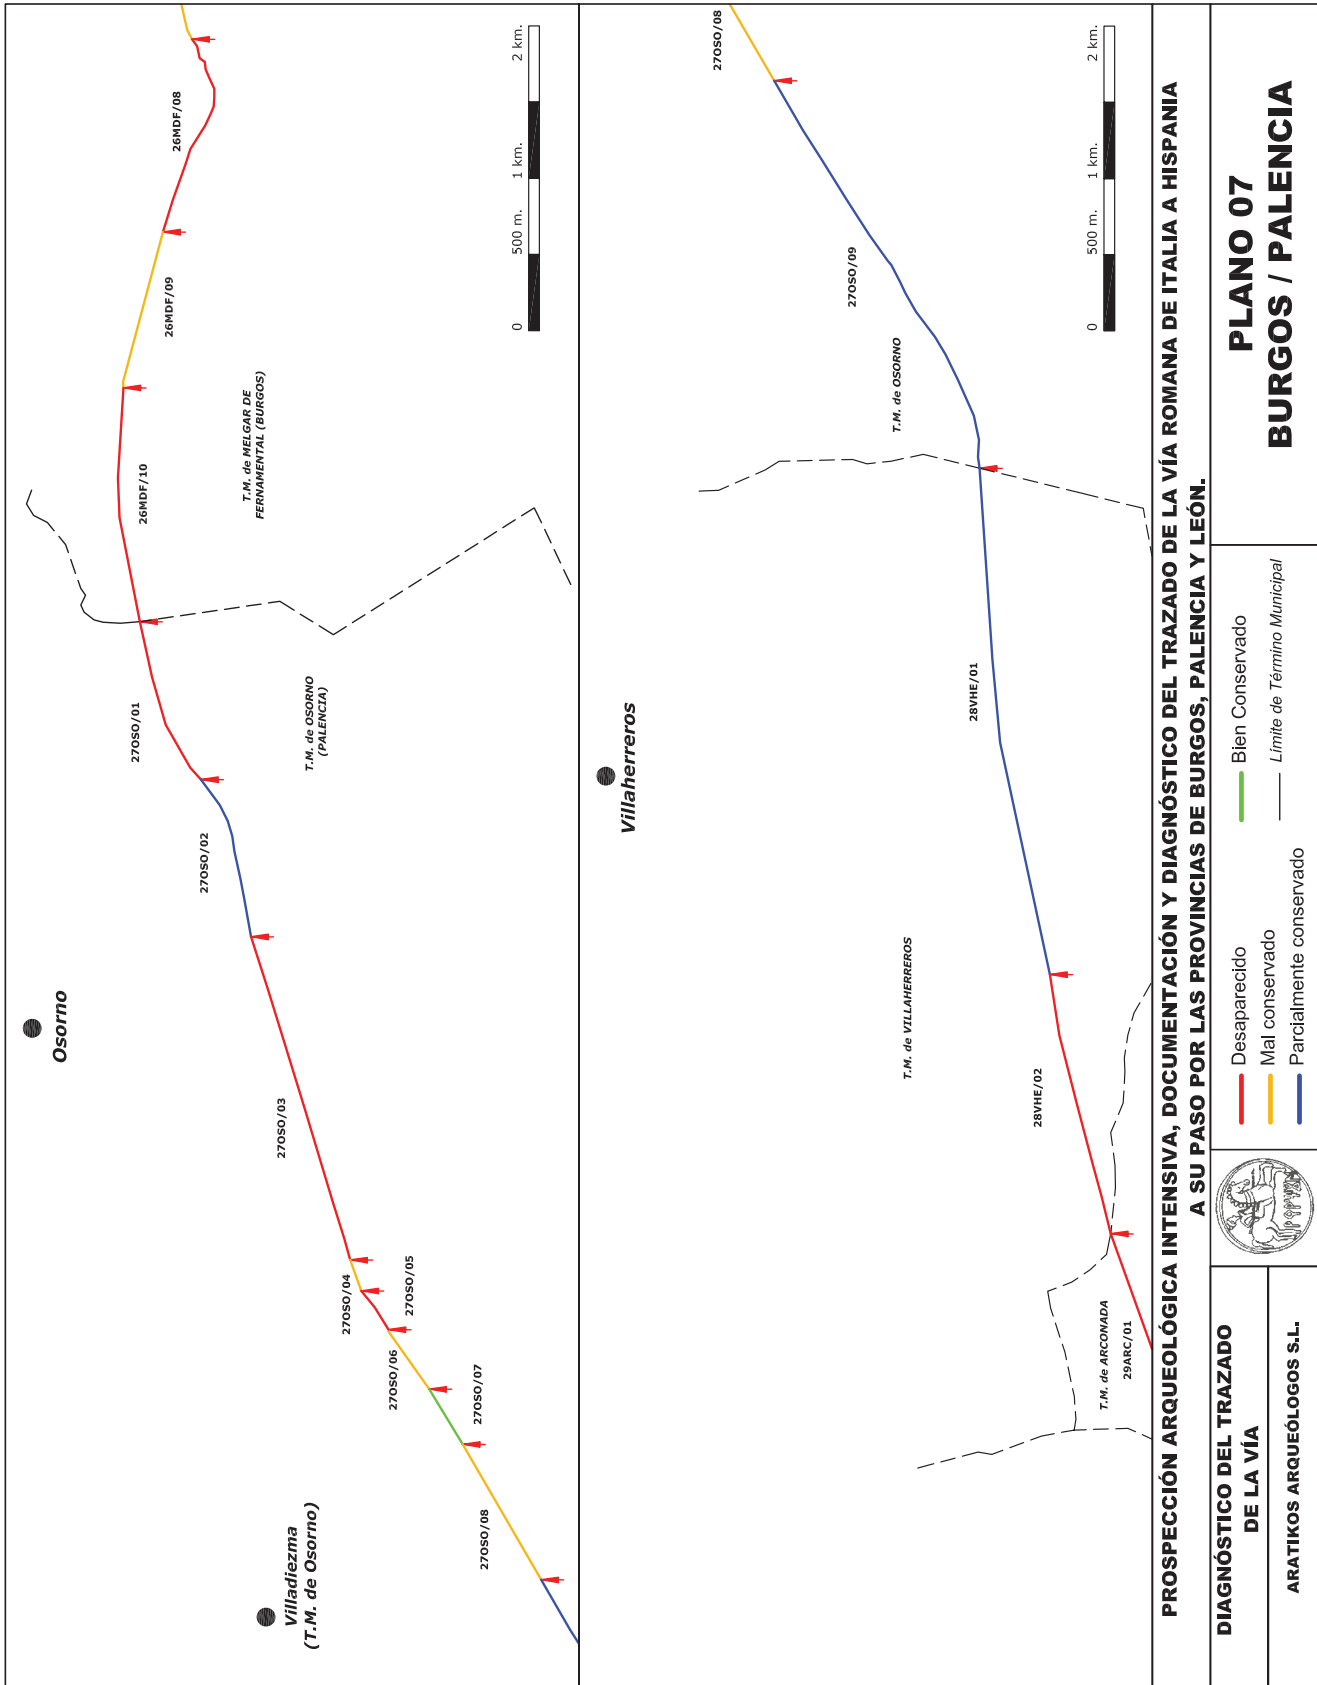 Osorno
Villadiezma
(T.M. de Osorno)
27OSO/08
27OSO/07
27OSO/06
27OSO/05
27OSO/04
27OSO/03
27OSO/02
27OSO/01
T.M. de OSORNO
(PALENCIA)
26MDF/10
T.M. de MELGAR DE
FERNAMENTAL (BURGOS)
26MDF/09
26MDF/08
0
500 m.
1 km.
2 km.
Villaherreros
T.M. de ARCONADA
29ARC/01
28VHE/02
T.M. de VILLAHERREROS
28VHE/01
T.M. de OSORNO
27OSO/09
27OSO/08
0
500 m.
1 km.
2 km.
PROSPECCIÓN ARQUEOLÓGICA INTENSIVA, DOCUMENTACIÓN Y DIAGNÓSTICO DEL TRAZADO DE LA VÍA ROMANA DE ITALIA A HISPANIA
A SU PASO POR LAS PROVINCIAS DE BURGOS, PALENCIA Y LEÓN.
DIAGNÓSTICO DEL TRAZADO
DE LA VÍA
ARATIKOS ARQUEÓLOGOS S.L.
Desaparecido
Mal conservado
Parcialmente conservado
Bien Conservado
Límite de Término Municipal
PLANO 07
BURGOS / PALENCIA